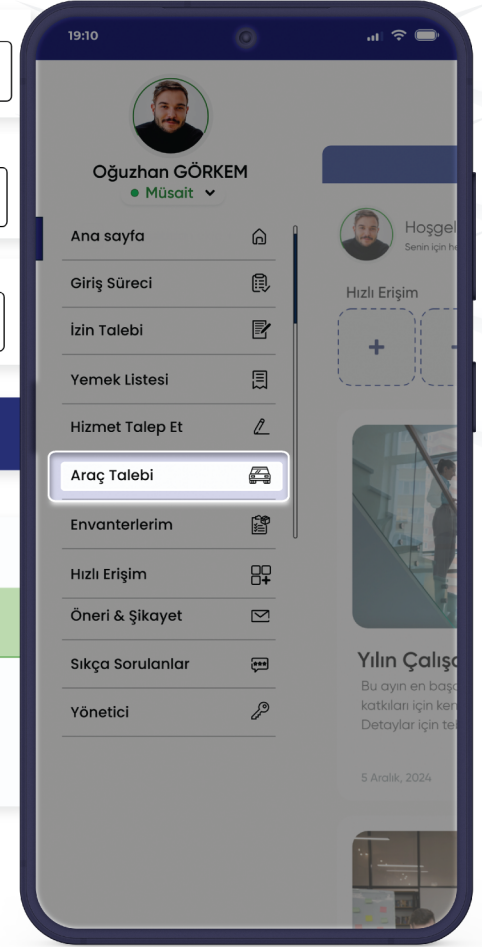 19:10
Oğuzhan GÖRKEM
Müsait
Ana sayfa
Giriş Süreci
İzin Talebi
Yemek Listesi
Hizmet Talep Et
Araç Talebi
Envanterlerim
Hızlı Erişim
Öneri & Şikayet
Sıkça Sorulanlar
Yönetici
Hoşgel
Senin için he
Hızlı Erişim
Yılın Çalışa
Bu ayın en başa
katkıları için ken
Detaylar için tek
5 Aralık, 2024